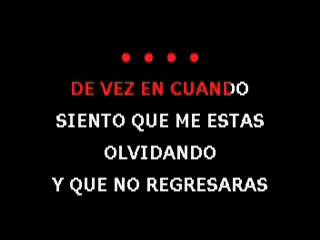 DE VEZ EN CUANDO
SIENTO QUE ME ESTAS
OLVIDANDO
Y QUE NO REGRESARAS